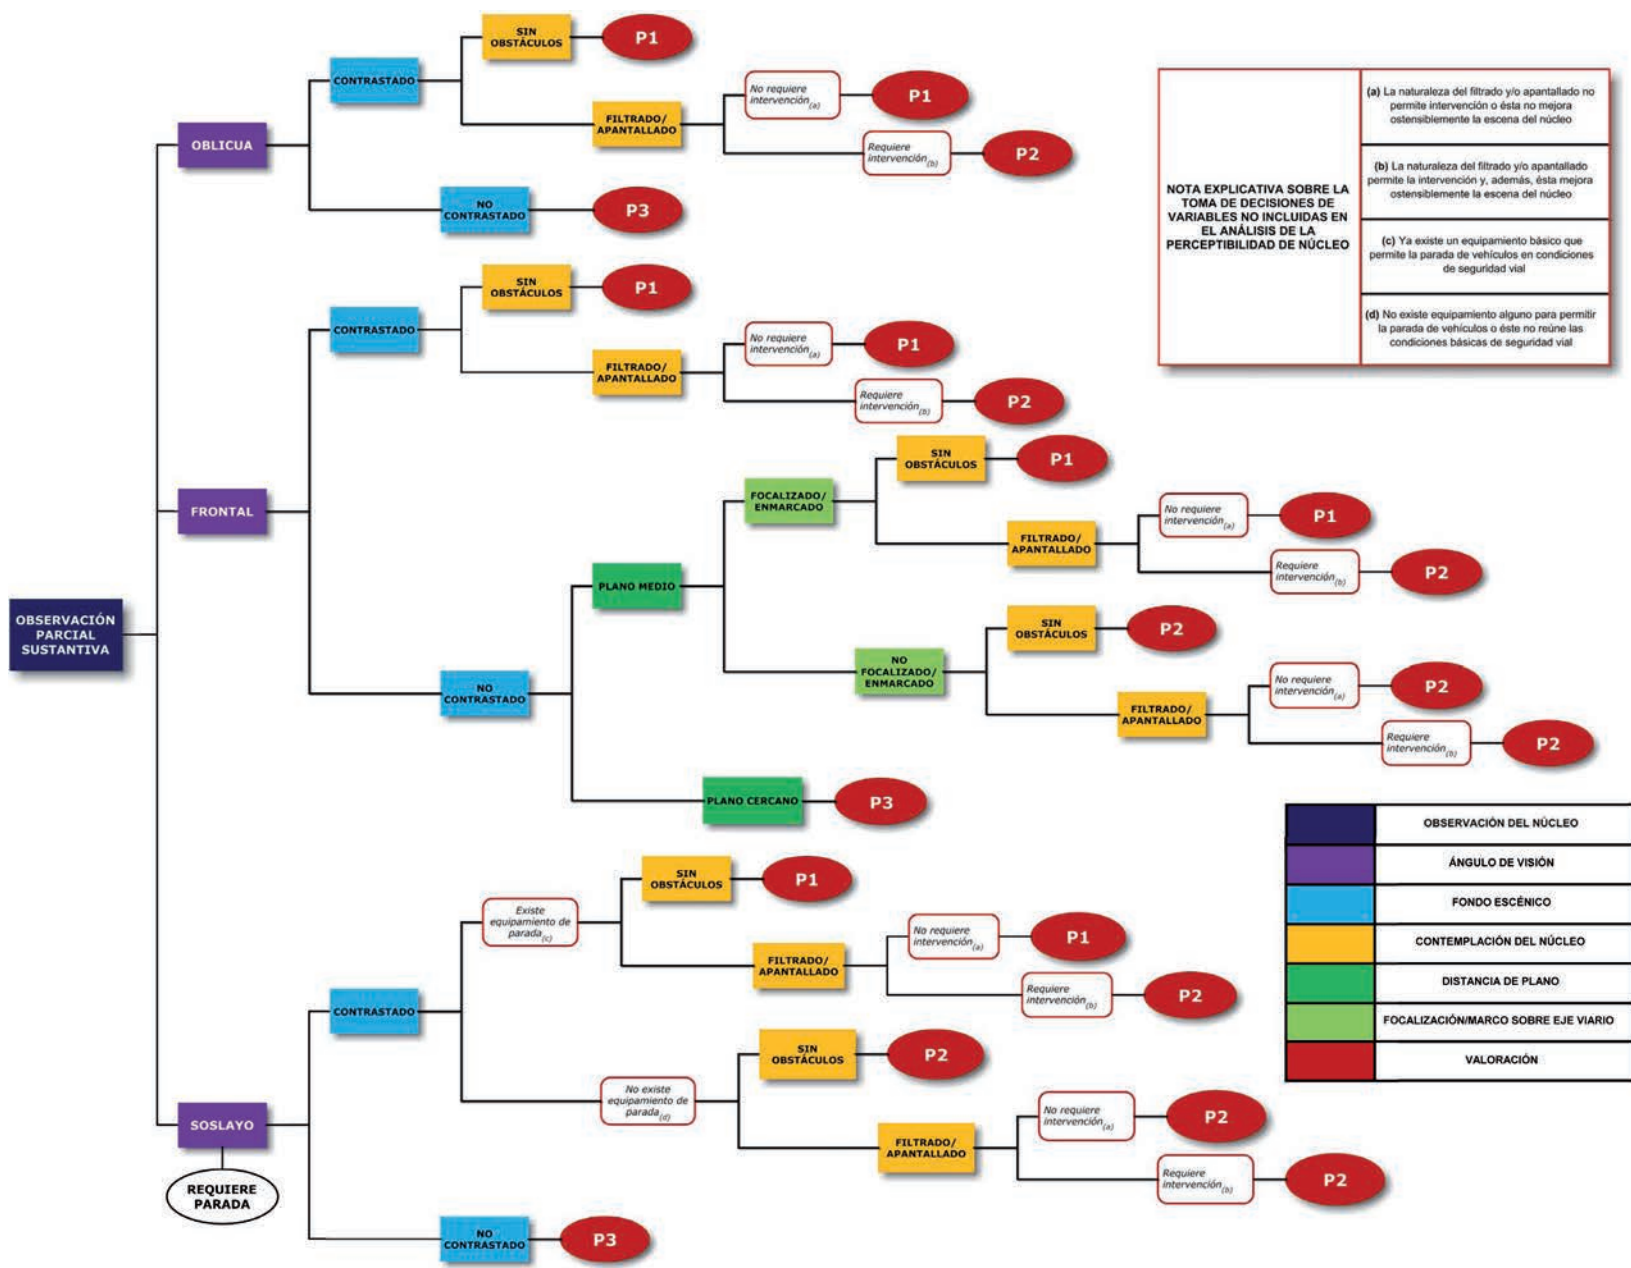 SIN
OBSTÁCULOS
P1
CONTRASTADO
No requiere
intervención(a)
P1
FILTRADO/
APANTALLADO
OBLICUA
Requiere
intervención(b)
P2
NO
CONTRASTADO
P3
NOTA EXPLICATIVA SOBRE LA
TOMA DE DECISIONES DE
VARIABLES NO INCLUIDAS EN
EL ANÁLISIS DE LA
PERCEPTIBILIDAD DE NÚCLEO
(a) La naturaleza del filtrado y/o apantallado no
permite intervención o ésta no mejora
ostensiblemente la escena del núcleo
(b) La naturaleza del filtrado y/o apantallado
permite la intervención y, además, ésta mejora
ostensiblemente la escena del núcleo
(c) Ya existe un equipamiento básico que
permite la parada de vehículos en condiciones
de seguridad vial
(d) No existe equipamiento alguno para permitir
la parada de vehículos o éste no reúne las
condiciones básicas de seguridad vial
SIN
OBSTÁCULOS
P1
CONTRASTADO
No requiere
intervención(a)
P1
FILTRADO/
APANTALLADO
Requiere
intervención(b)
P2
FRONTAL
SIN
OBSTÁCULOS
P1
FOCALIZADO/
ENMARCADO
No requiere
intervención(a)
P1
FILTRADO/
APANTALLADO
Requiere
intervención(b)
P2
PLANO MEDIO
SIN
OBSTÁCULOS
P2
OBSERVACIÓN
PARCIAL
SUSTANTIVA
NO
FOCALIZADO/
ENMARCADO
No requiere
intervención(a)
P2
NO
CONTRASTADO
FILTRADO/
APANTALLADO
Requiere
intervención(b)
P2
PLANO CERCANO
P3
OBSERVACIÓN DEL NÚCLEO
ÁNGULO DE VISIÓN
FONDO ESCÉNICO
CONTEMPLACIÓN DEL NÚCLEO
DISTANCIA DE PLANO
FOCALIZACIÓN/MARCO SOBRE EJE VIARIO
VALORACIÓN
SIN
OBSTÁCULOS
P1
Existe
equipamiento de
parada(c)
No requiere
intervención(a)
P1
FILTRADO/
APANTALLADO
Requiere
intervención(b)
P2
CONTRASTADO
SIN
OBSTÁCULOS
P2
No existe
equipamiento de
parada(d)
No requiere
intervención(a)
P2
SOSLAYO
FILTRADO/
APANTALLADO
Requiere
intervención(b)
P2
REQUIERE
PARADA
NO
CONTRASTADO
P3